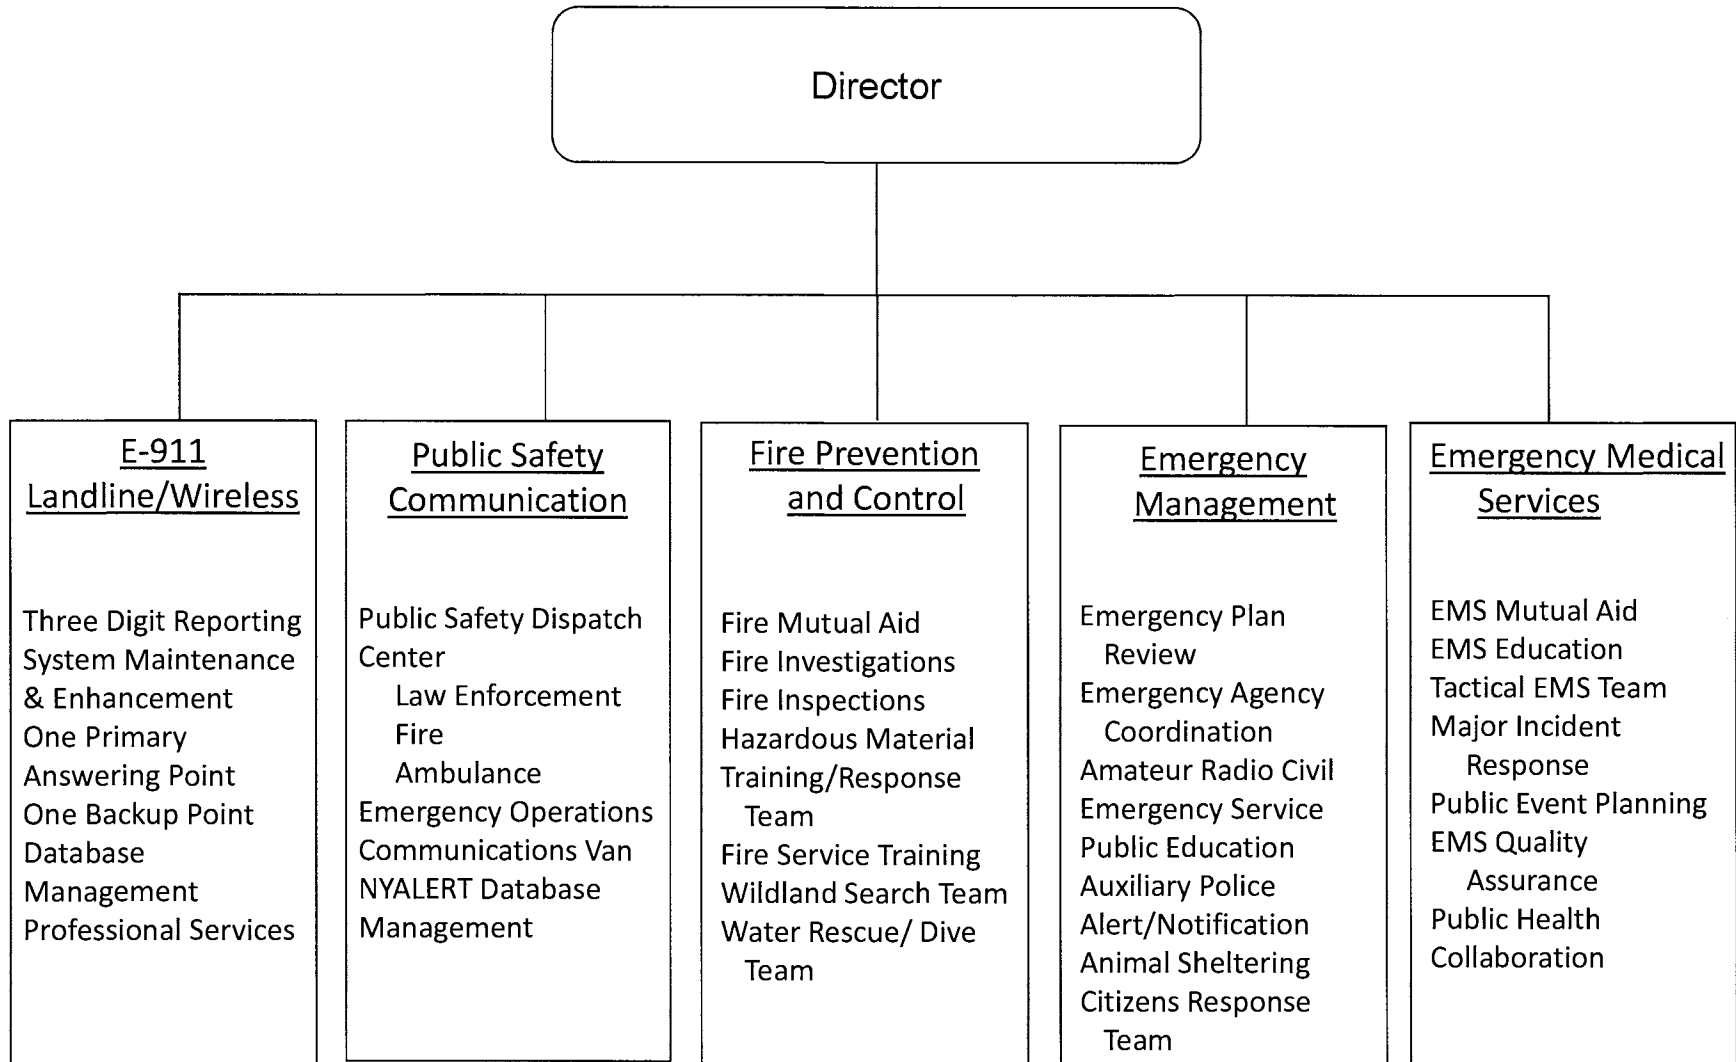 Director
E-911
Landline/Wireless
Three Digit Reporting
System Maintenance
& Enhancement
One Primary
Answering Point
One Backup Point
Database
Management
Professional Services
Public Safety
Communication
Public Safety Dispatch
Center
Law Enforcement
Fire
Ambulance
Emergency Operations
Communications Van
NYALERT Database
Management
Fire Prevention
and Control
Fire Mutual Aid
Fire Investigations
Fire Inspections
Hazardous Material
Training/Response
Team
Fire Service Training
Wildland Search Team
Water Rescue/ Dive
Team
Emergency
Management
Emergency Plan
Review
Emergency Agency
Coordination
Amateur Radio Civil
Emergency Service
Public Education
Auxiliary Police
Alert/Notification
Animal Sheltering
Citizens Response
Team
Emergency Medical
Services
EMS Mutual Aid
EMS Education
Tactical EMS Team
Major Incident
Response
Public Event Planning
EMS Quality
Assurance
Public Health
Collaboration